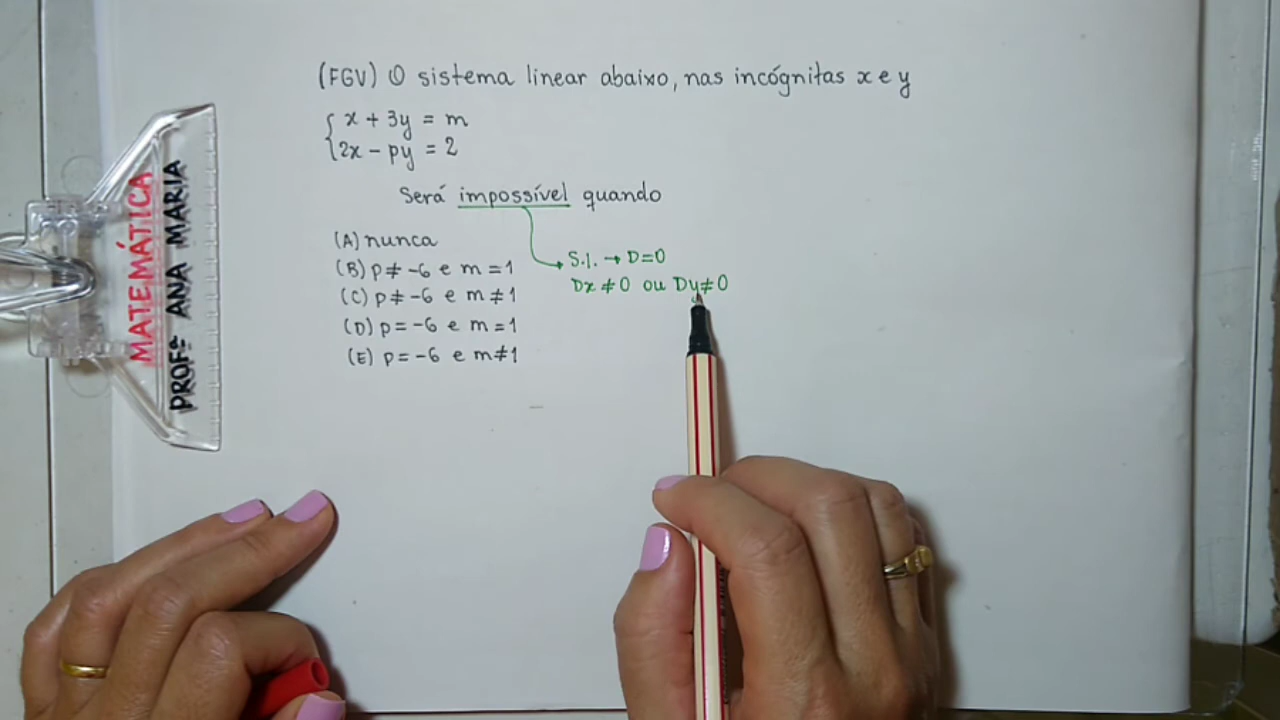 (FGV) O sistema linear abaixo, nas incógnitas x e y
x + 3y = m
2x - py = 2
Será impossível quando
(A) nunca
(B) p ≠ -6 e m = 1
(C) p ≠ -6 e m ≠ 1
(D) p = -6 e m = 1
(E) p = -6 e m ≠ 1
S.I. → D=0
Dx ≠ 0 ou Dy ≠ 0
MATEMÁTICA
PROFª ANA MARIA